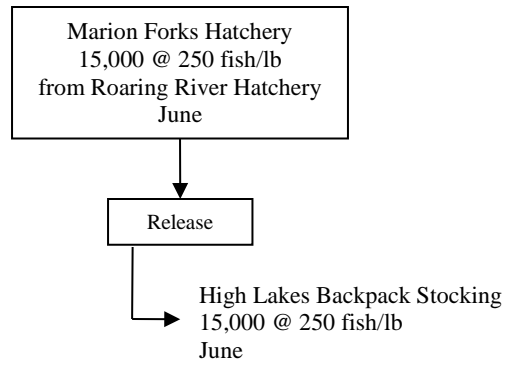 Marion Forks Hatchery
15,000 @ 250 fish/lb
from Roaring River Hatchery
June
Release
High Lakes Backpack Stocking
15,000 @ 250 fish/lb
June